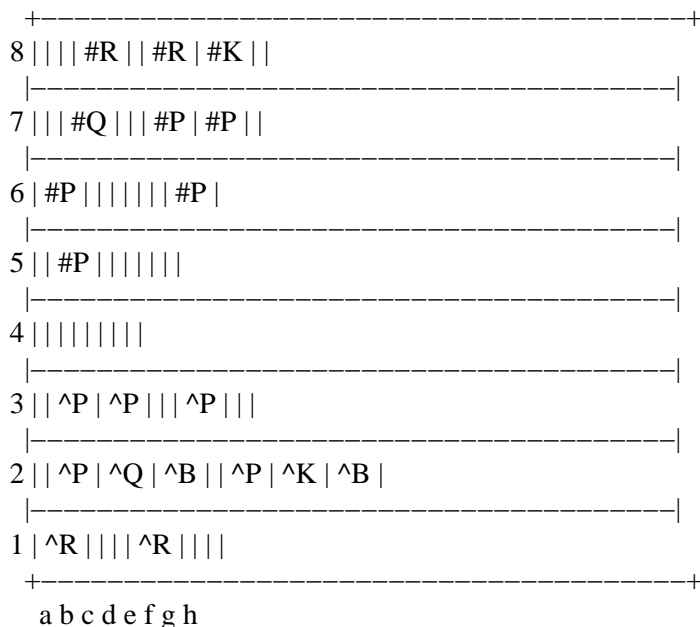 +---------------------------------------+
8 | | | | #R | | #R | #K | |
|---------------------------------------|
7 | | | #Q | | | #P | #P | |
|---------------------------------------|
6 | #P | | | | | | | #P |
|---------------------------------------|
5 | | #P | | | | | | |
|---------------------------------------|
4 | | | | | | | | |
|---------------------------------------|
3 | | ^P | ^P | | | ^P | | |
|---------------------------------------|
2 | | ^P | ^Q | ^B | | ^P | ^K | ^B |
|---------------------------------------|
1 | ^R | | | | ^R | | | |
+---------------------------------------+
a b c d e f g h